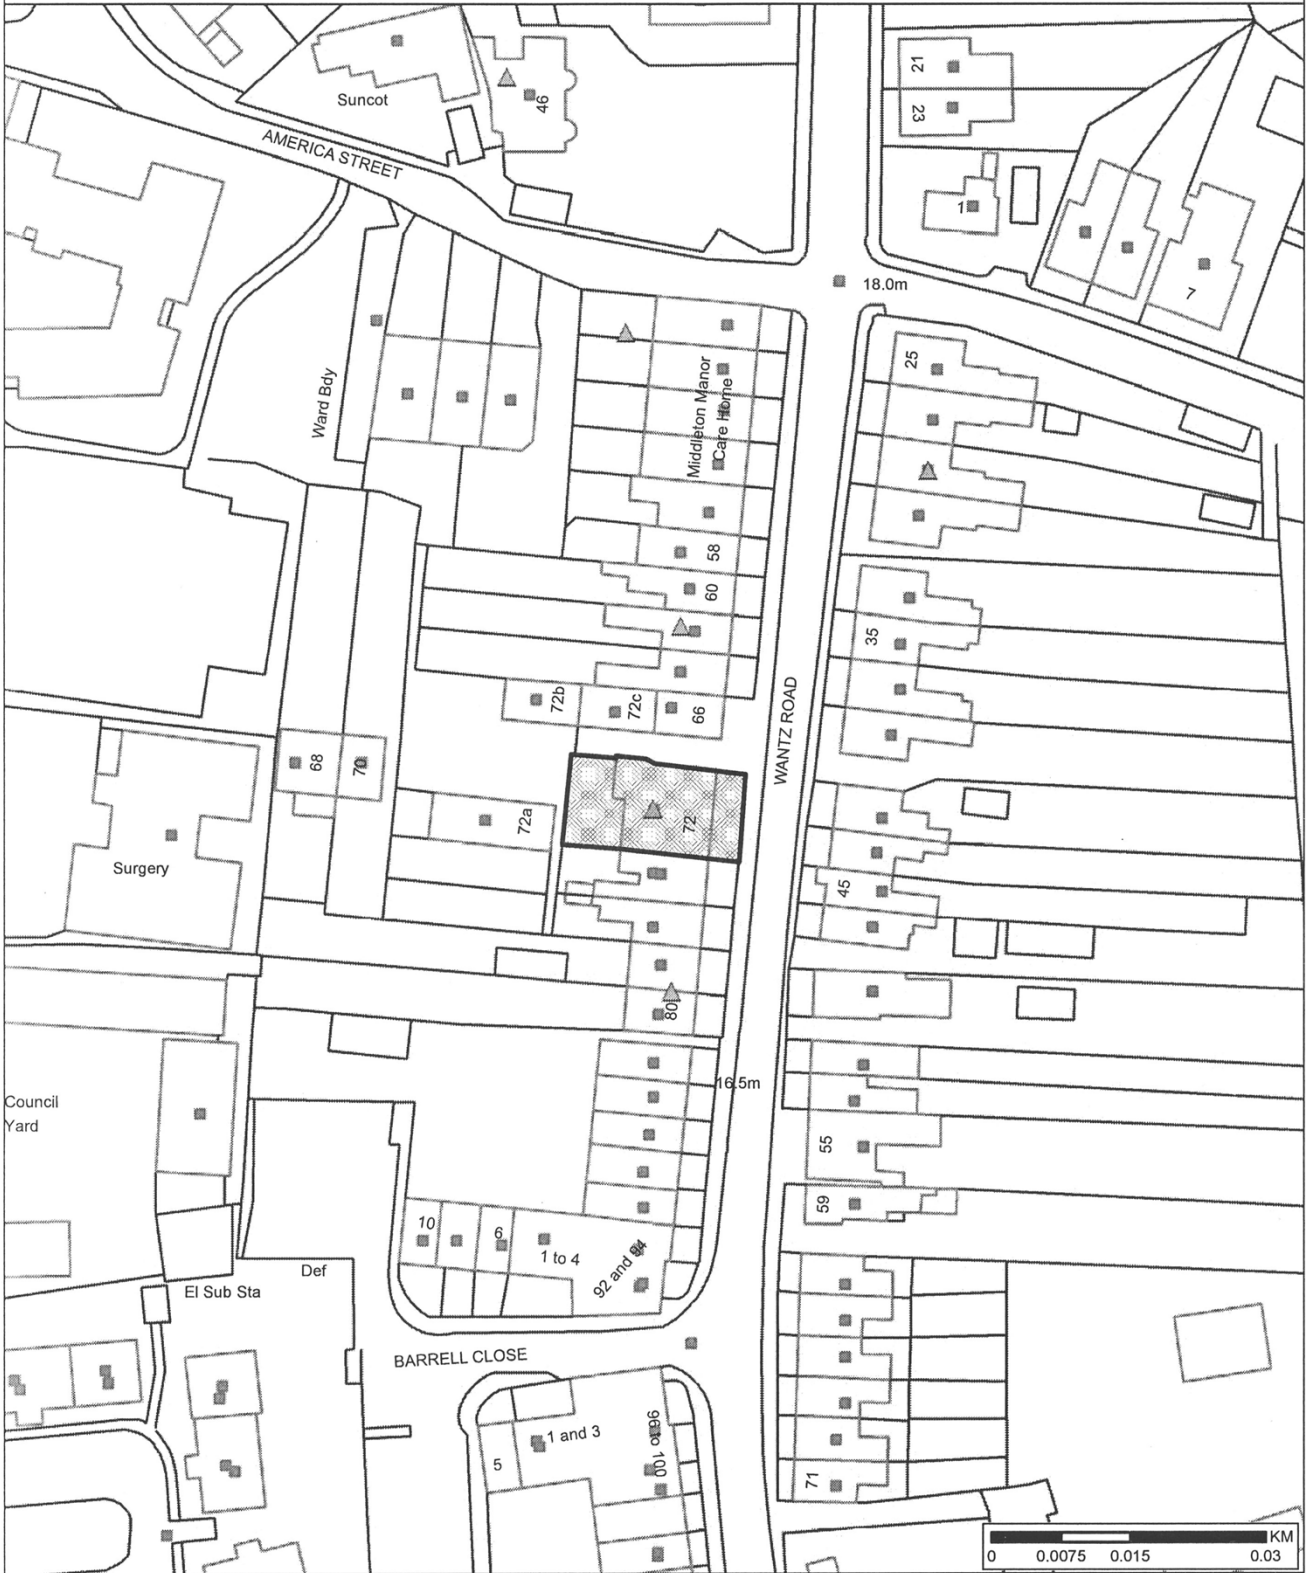 21
23
Suncot
46
AMERICA STREET
1
18.0m
7
25
Ward Bdy
Middleton Manor
Care Home
58
60
35
72b
72c
66
WANTZ ROAD
68
70
72a
72
Surgery
45
80
16.5m
Council
Yard
55
59
10
6
1 to 4
92 and 94
Def
El Sub Sta
BARRELL CLOSE
1 and 3
96 to 100
5
71
KM
0 0.0075 0.015 0.03